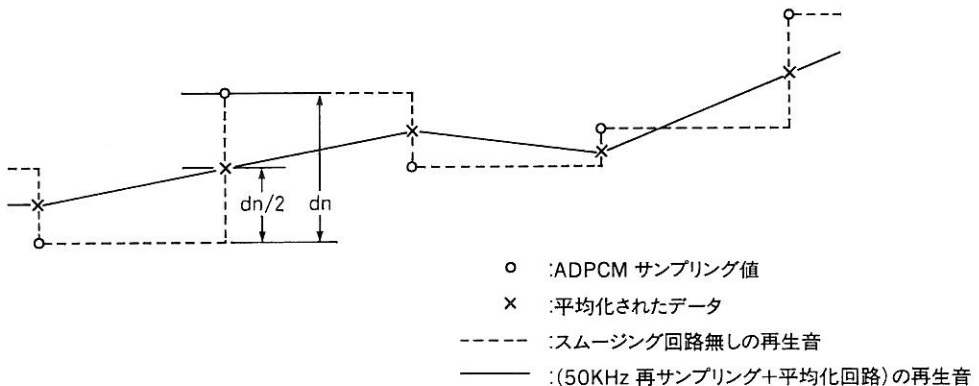 dn/2
dn
○ :ADPCM サンプリング値
× :平均化されたデータ
----- :スムージング回路無しの再生音
—— :(50KHz 再サンプリング+平均化回路)の再生音